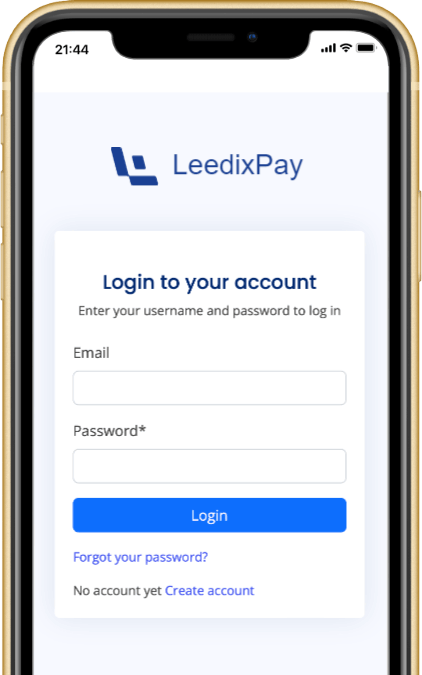 21:44
LeedixPay
Login to your account
Enter your username and password to log in
Email
Password*
Login
Forgot your password?
No account yet Create account